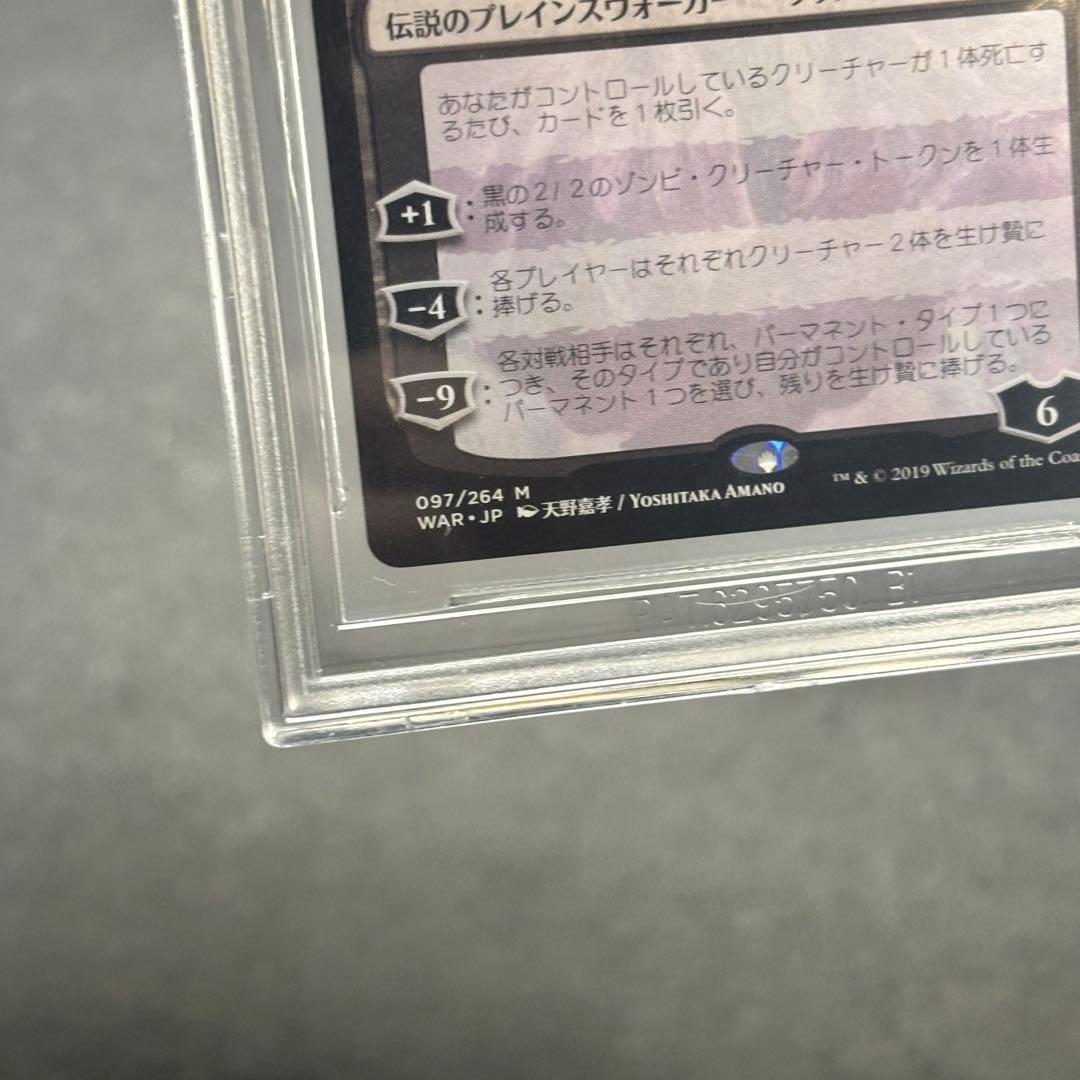 伝説のプレインズウォーカー
あなたがコントロールしているクリーチャーが1体死亡す
るたび、カードを1枚引く。
+1 : 黒の2/2のゾンビ・クリーチャー・トークンを1体生
成する。
−4 : 各プレイヤーはそれぞれクリーチャー2体を生け贄に
捧げる。
−9 : 各対戦相手はそれぞれ、パーマネント・タイプ1つに
つき、そのタイプであり自分がコントロールしている
パーマネント1つを選び、残りを生け贄に捧げる。
6
097/264 M
WAR • JP 天野嘉孝 / YOSHITAKA AMANO
™ & © 2019 Wizards of the